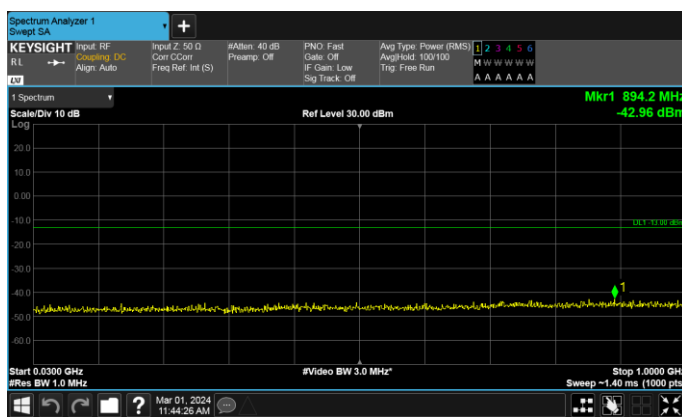 Spectrum Analyzer 1
Swept SA
+
KEYSIGHT Input: RF Input Z: 50 Ω #Atten: 40 dB PNO: Fast Avg Type: Power (RMS) 1 2 3 4 5 6
RL Coupling: DC Corr CCorr Preamp: Off Gate: Off Avg|Hold: 100/100 M W W W W W
Align: Auto Freq Ref: Int (S) IF Gain: Low Trig: Free Run
LXI Sig Track: Off A A A A A A
1 Spectrum Mkr1 894.2 MHz
Scale/Div 10 dB Ref Level 30.00 dBm -42.96 dBm
Log
20.0
10.0
0.00
-10.0
DL1 -13.00 dBm
-20.0
-30.0
-40.0
1
-50.0
-60.0
Start 0.0300 GHz #Video BW 3.0 MHz* Stop 1.0000 GHz
#Res BW 1.0 MHz Sweep ~1.40 ms (1000 pts
? Mar 01, 2024
11:44:26 AM